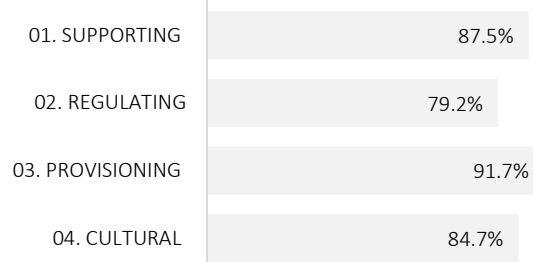 01. SUPPORTING 87.5%
02. REGULATING 79.2%
03. PROVISIONING 91.7%
04. CULTURAL 84.7%